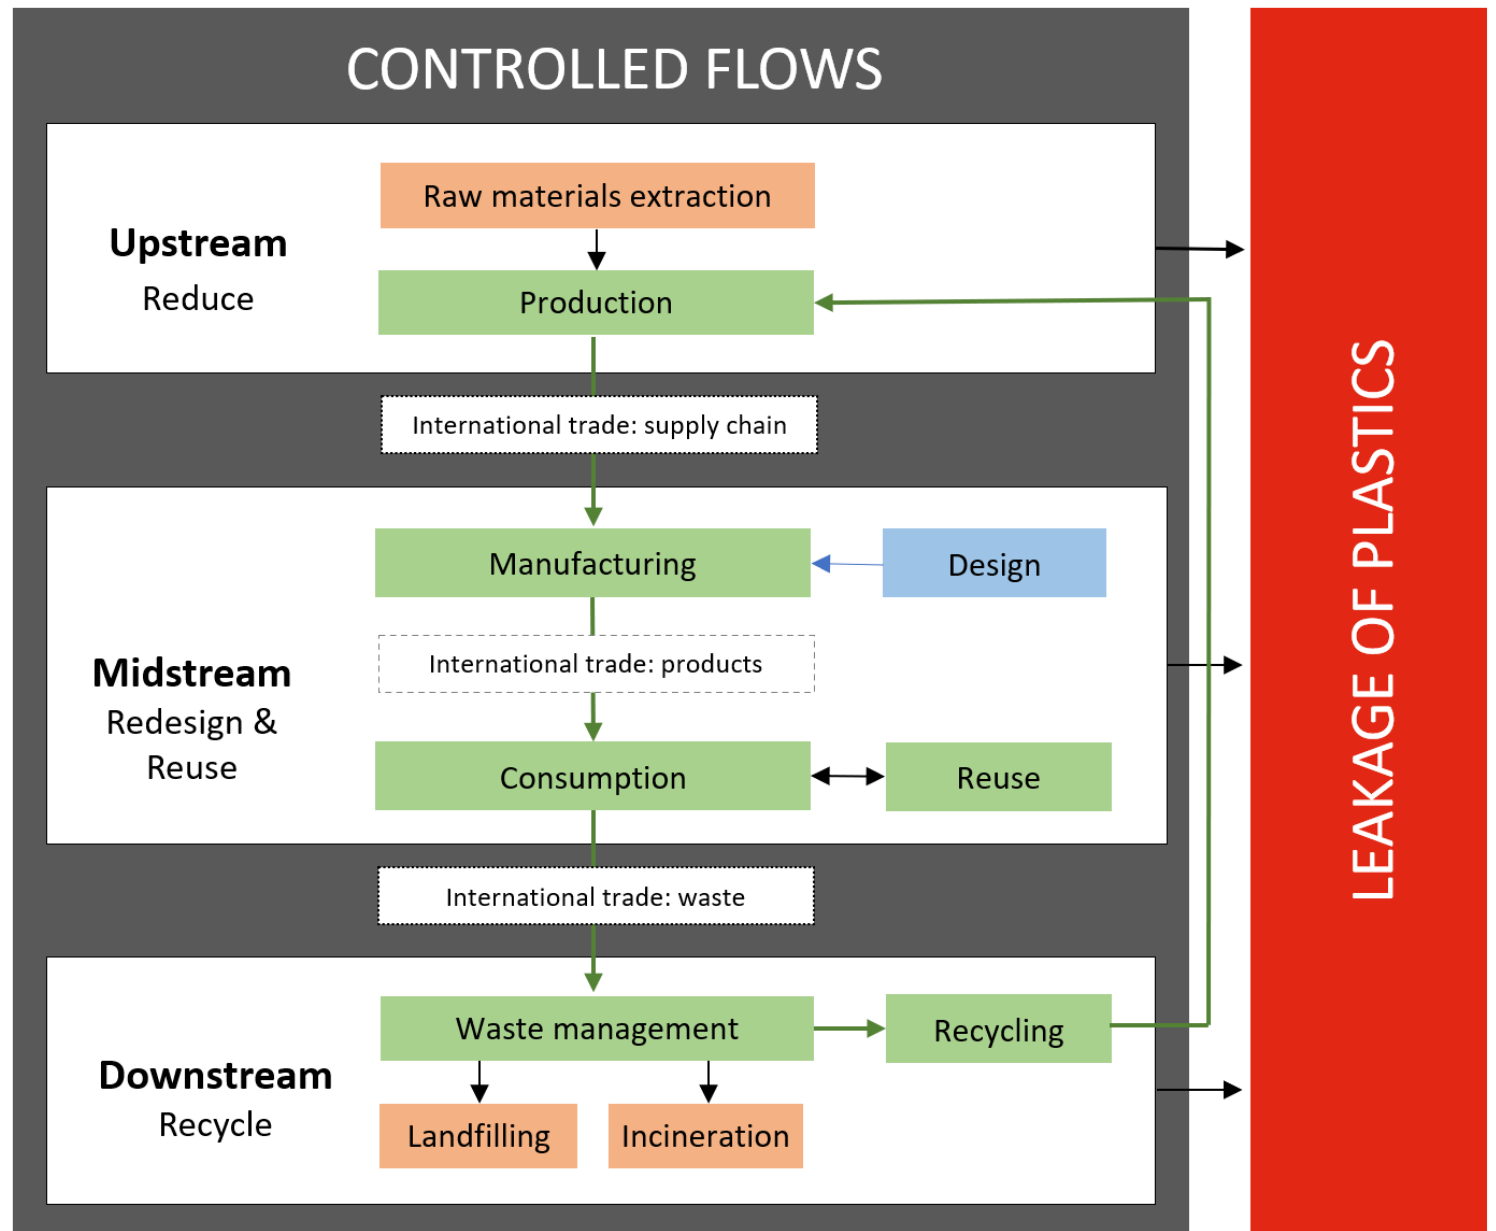 CONTROLLED FLOWS
Upstream
Reduce
Raw materials extraction
Production
International trade: supply chain
Midstream
Redesign &
Reuse
Manufacturing
Design
International trade: products
Consumption
Reuse
International trade: waste
Downstream
Recycle
Waste management
Recycling
Landfilling
Incineration
LEAKAGE OF PLASTICS